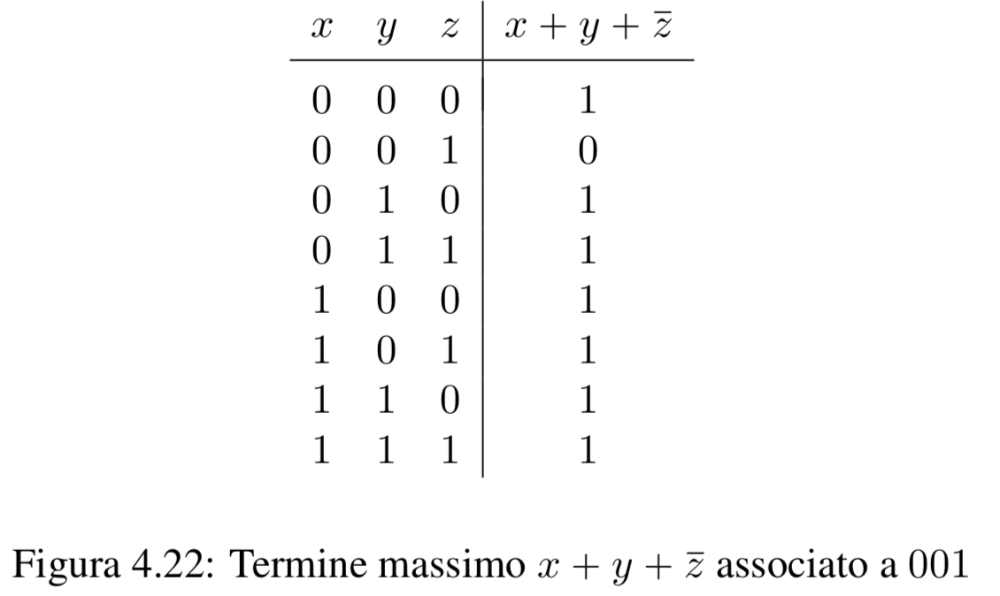 x y z x + y + z̅
0 0 0 1
0 0 1 0
0 1 0 1
0 1 1 1
1 0 0 1
1 0 1 1
1 1 0 1
1 1 1 1
Figura 4.22: Termine massimo x + y + z̅ associato a 001